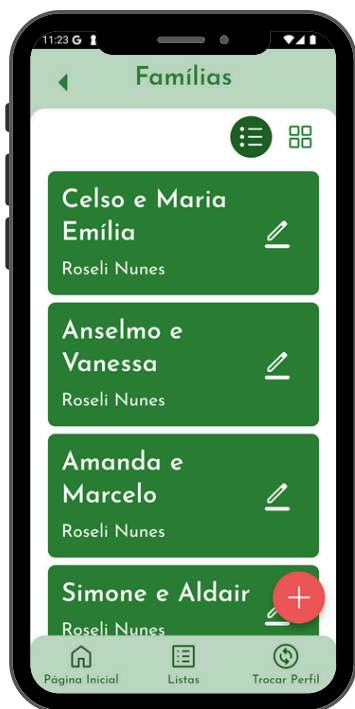 11:23 G
Famílias
Celso e Maria
Emília
Roseli Nunes
Anselmo e
Vanessa
Roseli Nunes
Amanda e
Marcelo
Roseli Nunes
Simone e Aldair
Roseli Nunes
Página Inicial
Listas
Trocar Perfil